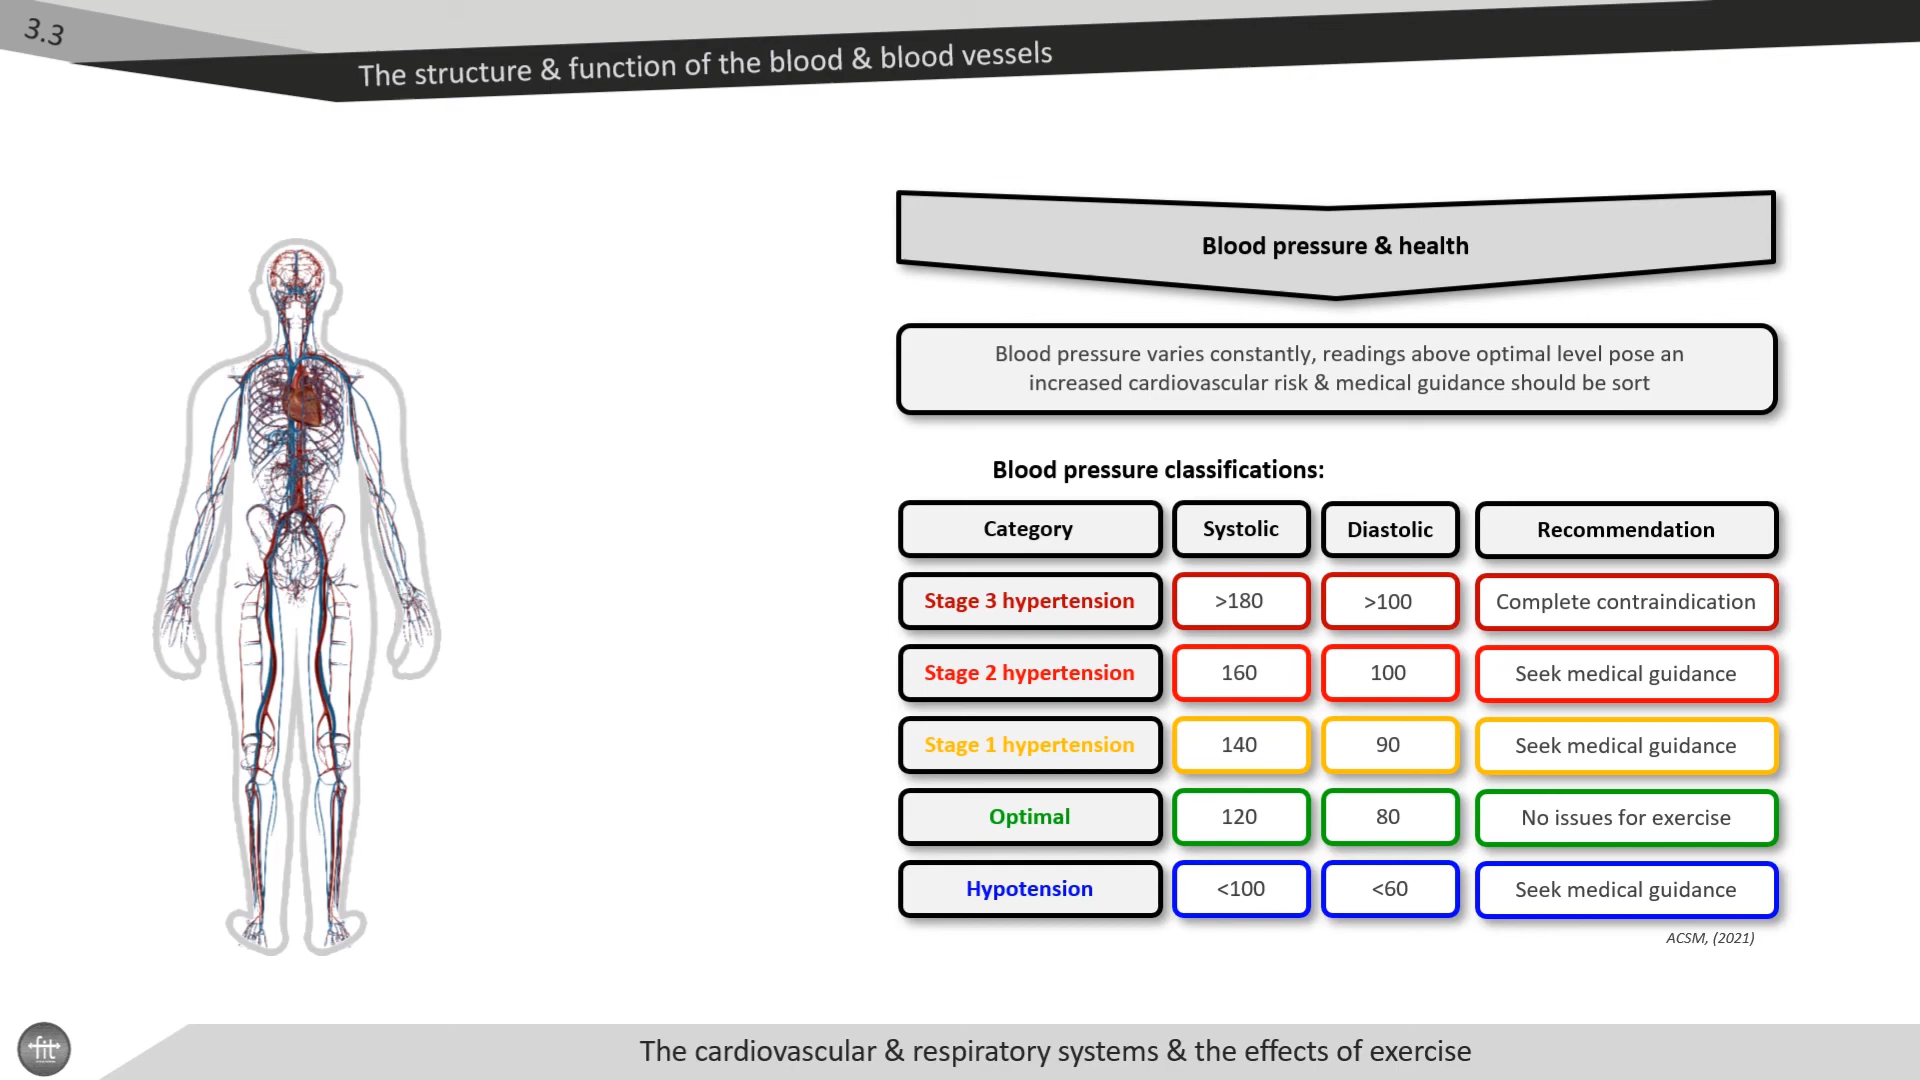 3.3
The structure & function of the blood & blood vessels
Blood pressure & health
Blood pressure varies constantly, readings above optimal level pose an
increased cardiovascular risk & medical guidance should be sort
Blood pressure classifications:
Category Systolic Diastolic Recommendation
Stage 3 hypertension >180 >100 Complete contraindication
Stage 2 hypertension 160 100 Seek medical guidance
Stage 1 hypertension 140 90 Seek medical guidance
Optimal 120 80 No issues for exercise
Hypotension <100 <60 Seek medical guidance
ACSM, (2021)
fit
The cardiovascular & respiratory systems & the effects of exercise